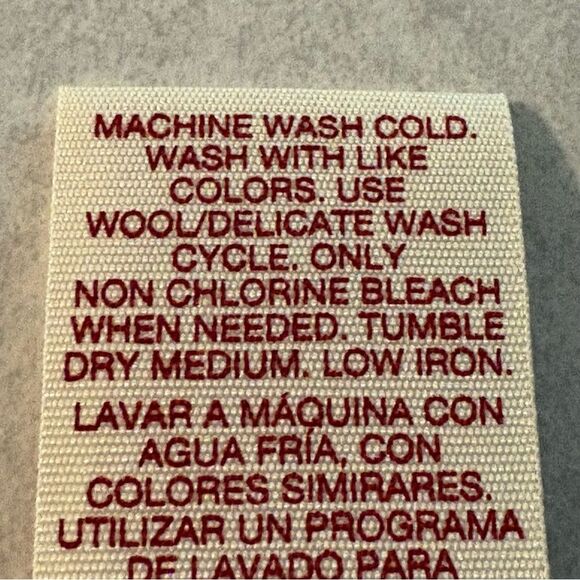 MACHINE WASH COLD.
WASH WITH LIKE
COLORS. USE
WOOL/DELICATE WASH
CYCLE. ONLY
NON CHLORINE BLEACH
WHEN NEEDED. TUMBLE
DRY MEDIUM. LOW IRON.
LAVAR A MÁQUINA CON
AGUA FRÍA, CON
COLORES SIMIRARES.
UTILIZAR UN PROGRAMA
DE LAVADO PARA